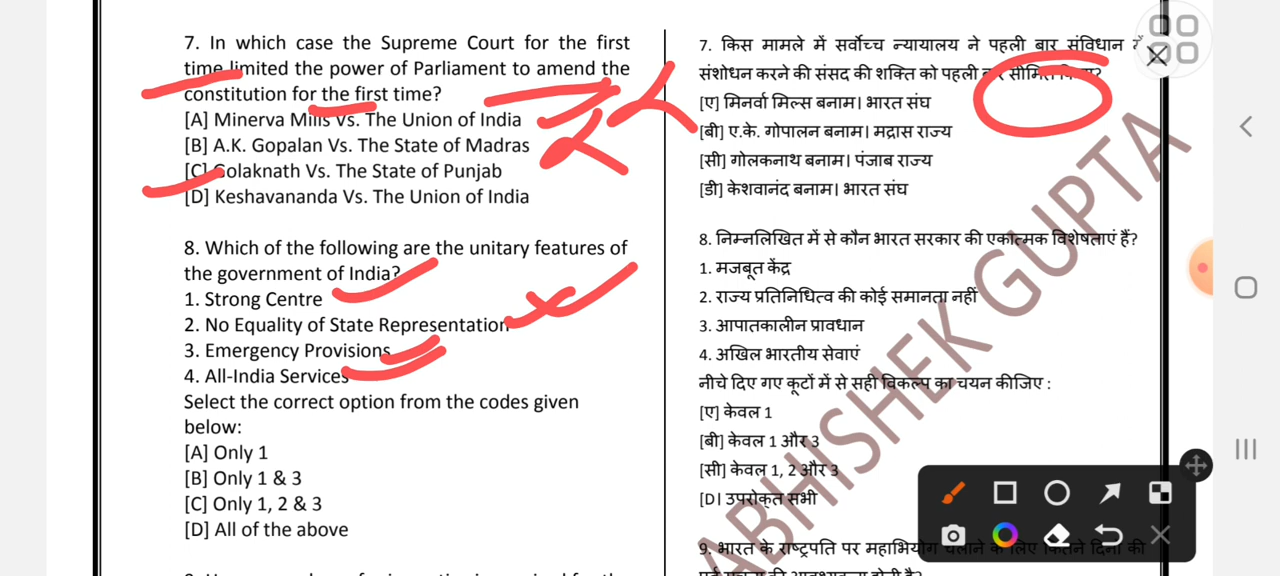 7. In which case the Supreme Court for the first
time limited the power of Parliament to amend the
constitution for the first time?
[A] Minerva Mills Vs. The Union of India
[B] A.K. Gopalan Vs. The State of Madras
[C] Golaknath Vs. The State of Punjab
[D] Keshavananda Vs. The Union of India
8. Which of the following are the unitary features of
the government of India?
1. Strong Centre
2. No Equality of State Representation
3. Emergency Provisions
4. All-India Services
Select the correct option from the codes given
below:
[A] Only 1
[B] Only 1 & 3
[C] Only 1, 2 & 3
[D] All of the above
7. किस मामले में सर्वोच्च न्यायालय ने पहली बार संविधान में
संशोधन करने की संसद की शक्ति को पहली बार सीमित किया?
[ए] मिनर्वा मिल्स बनाम। भारत संघ
[बी] ए.के. गोपालन बनाम। मद्रास राज्य
[सी] गोलकनाथ बनाम। पंजाब राज्य
[डी] केशवानंद बनाम। भारत संघ
8. निम्नलिखित में से कौन भारत सरकार की एकात्मक विशेषताएं हैं?
1. मजबूत केंद्र
2. राज्य प्रतिनिधित्व की कोई समानता नहीं
3. आपातकालीन प्रावधान
4. अखिल भारतीय सेवाएं
नीचे दिए गए कूटों में से सही विकल्प का चयन कीजिए :
[ए] केवल 1
[बी] केवल 1 और 3
[सी] केवल 1, 2 और 3
[D] उपरोक्त सभी
9. भारत के राष्ट्रपति पर महाभियोग चलाने के लिए कितने दिनों की
ABHISHEK GUPTA